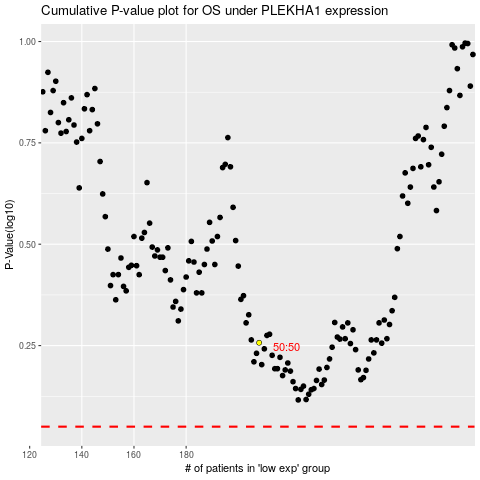 Cumulative P-value plot for OS under PLEKHA1 expression
P-Value(log10)
1.00
0.75
0.50
0.25
50:50
120 140 160 180
# of patients in 'low exp' group